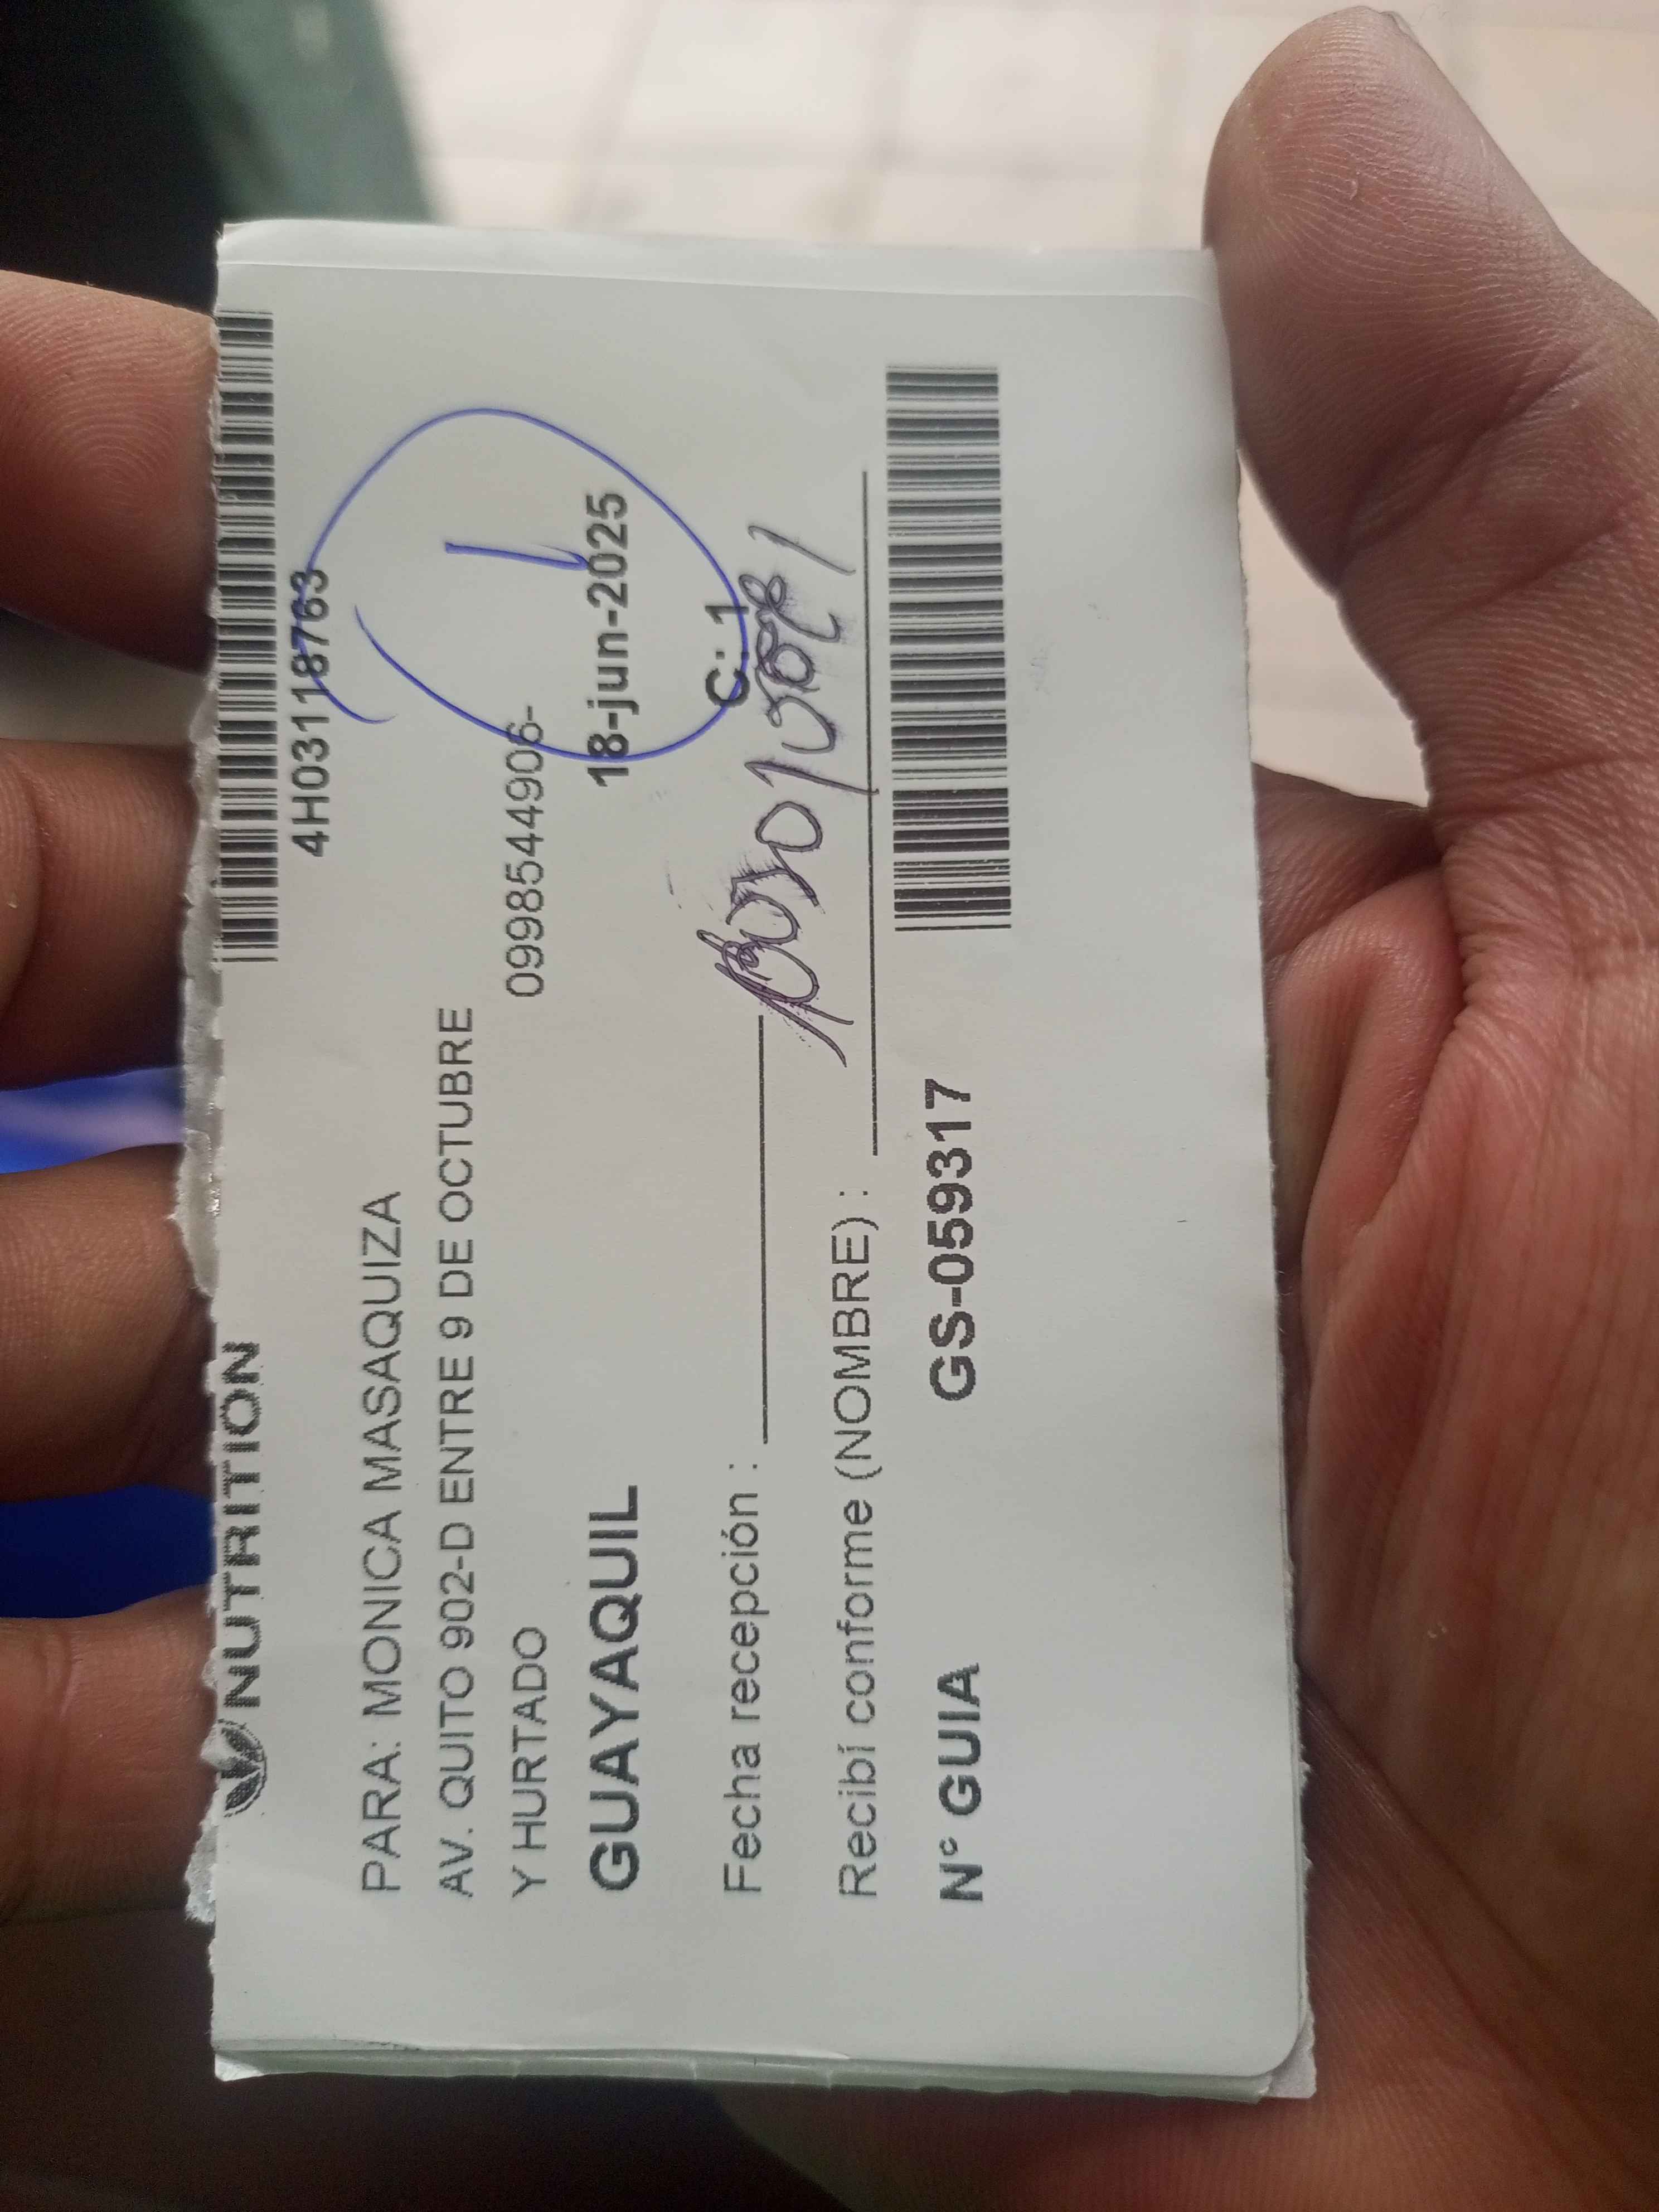 NUTRITION
4H03118763
PARA: MONICA MASAQUIZA
AV. QUITO 902-D ENTRE 9 DE OCTUBRE
Y HURTADO
0998544906-
1
GUAYAQUIL
18-jun-2025
Fecha recepción :
C: 1
Recibí conforme (NOMBRE) :
N° GUIA
GS-059317